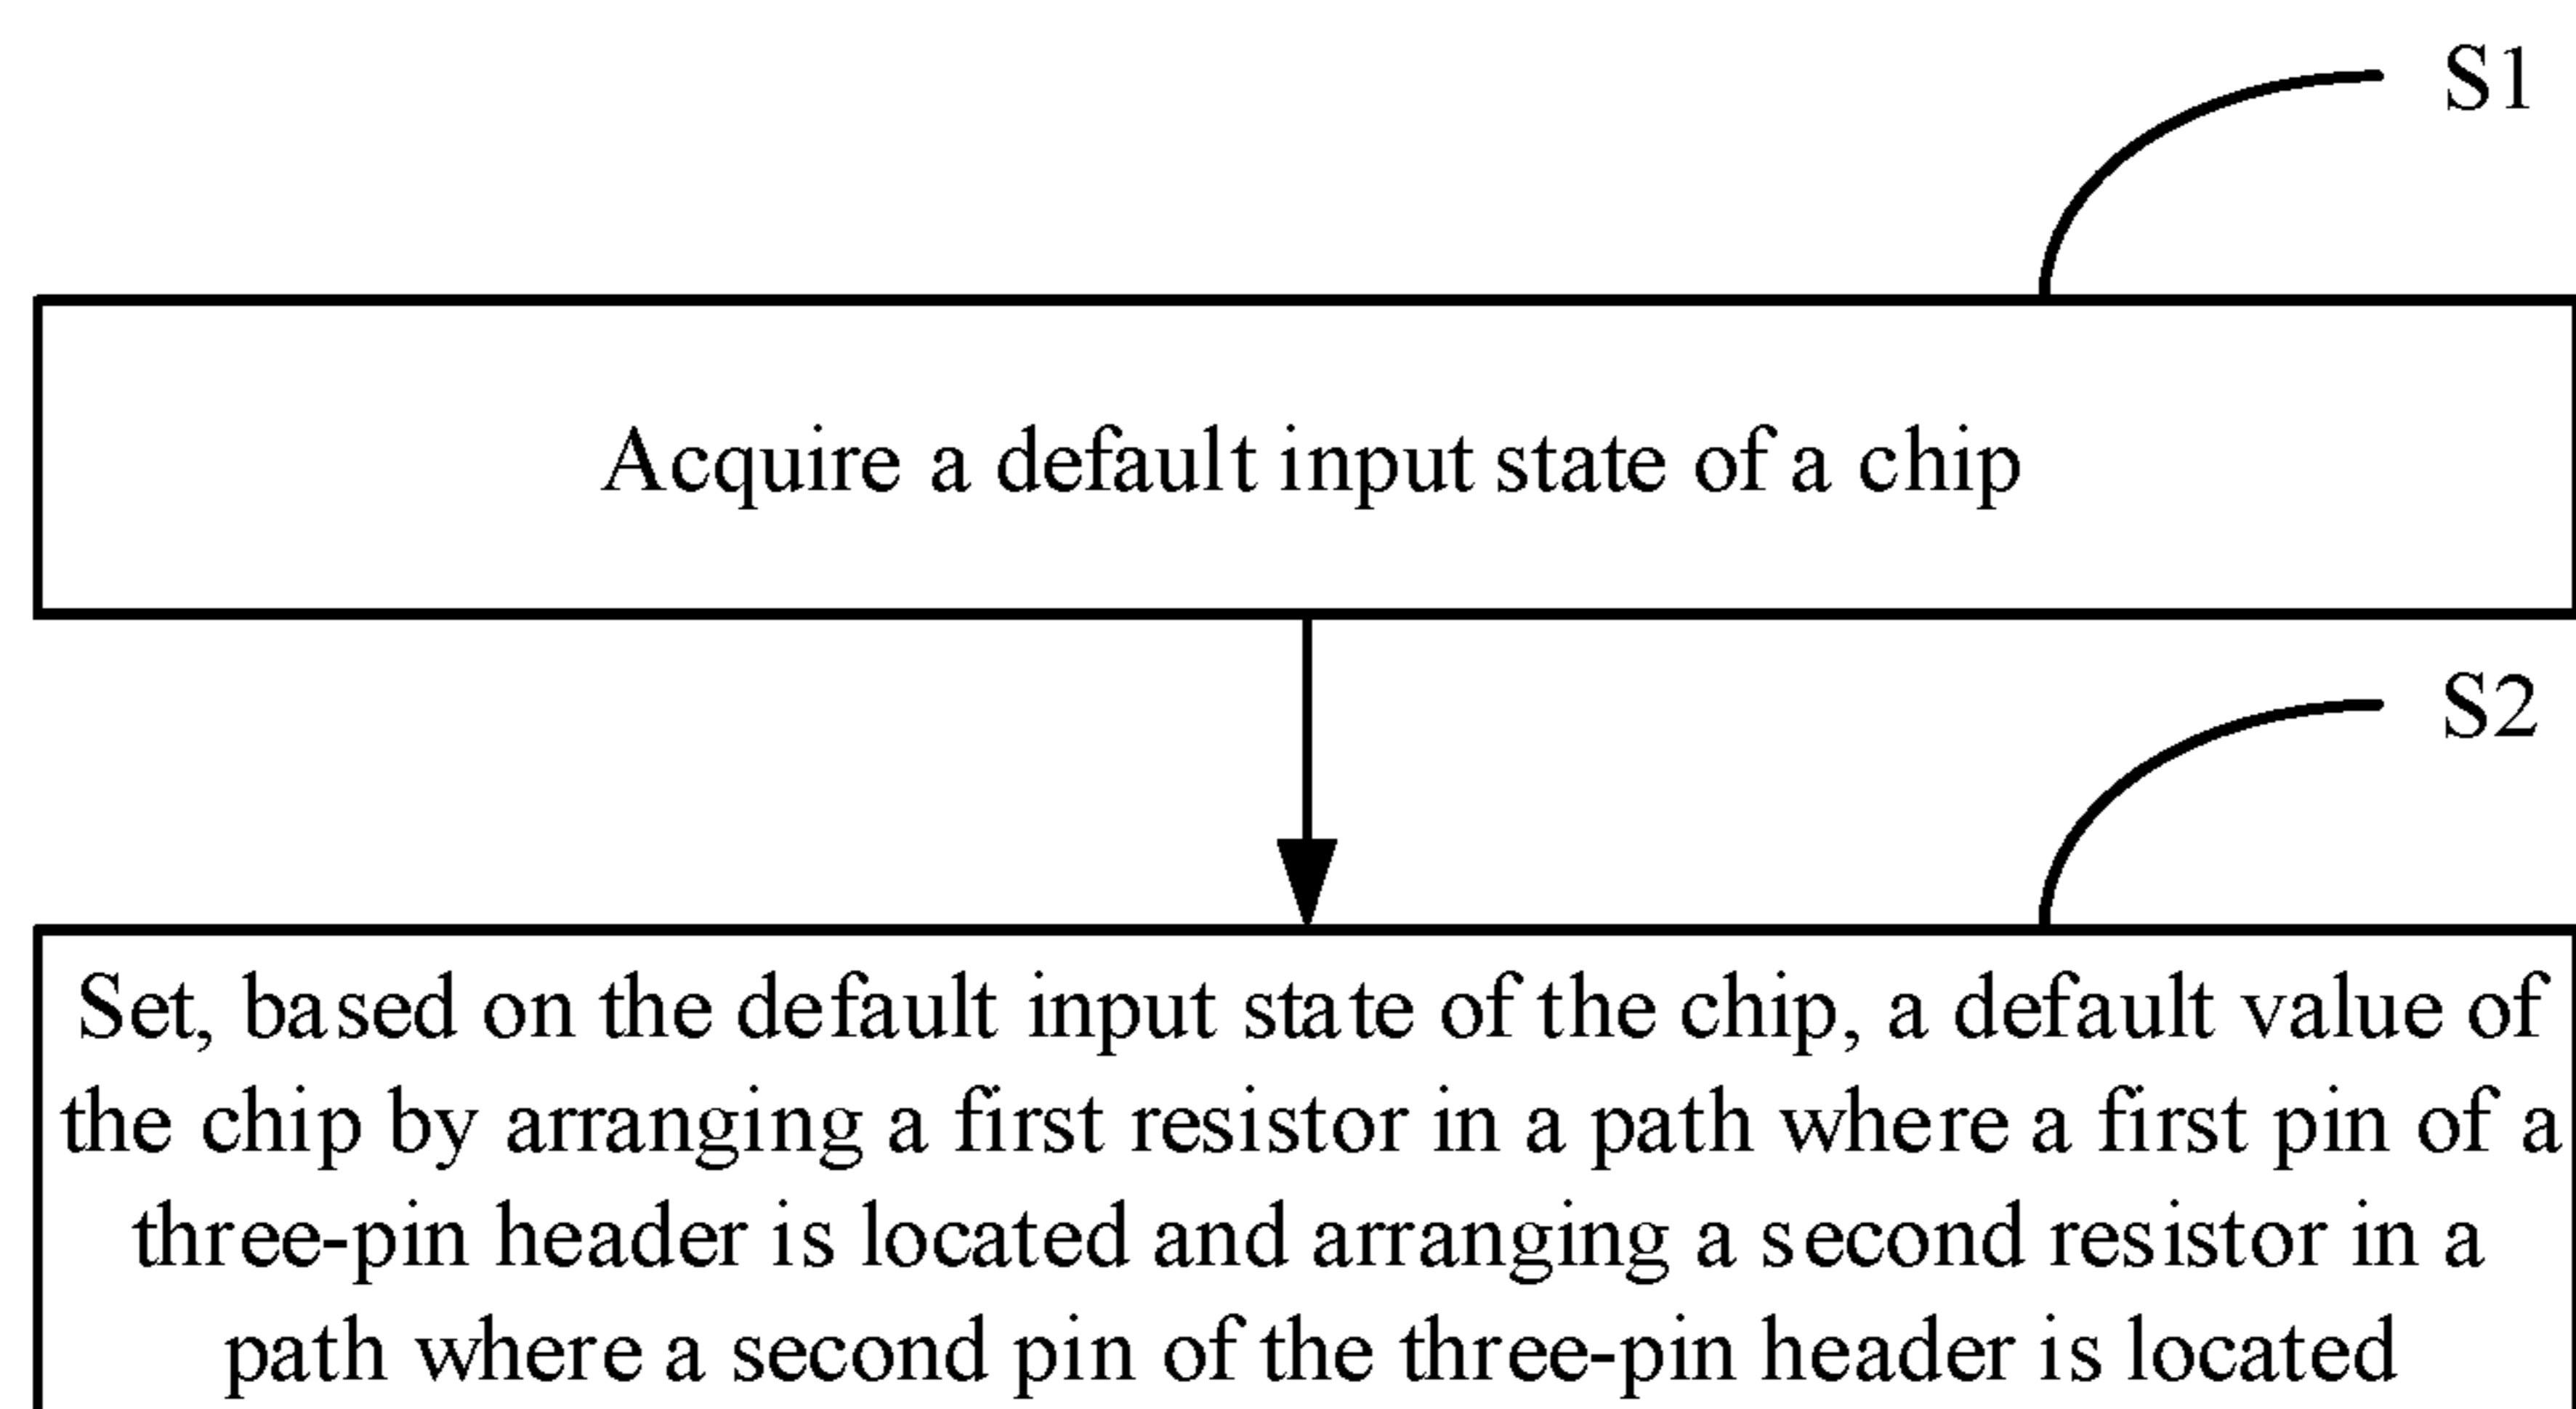 S1
Acquire a default input state of a chip
S2
Set, based on the default input state of the chip, a default value of
the chip by arranging a first resistor in a path where a first pin of a
three-pin header is located and arranging a second resistor in a
path where a second pin of the three-pin header is located